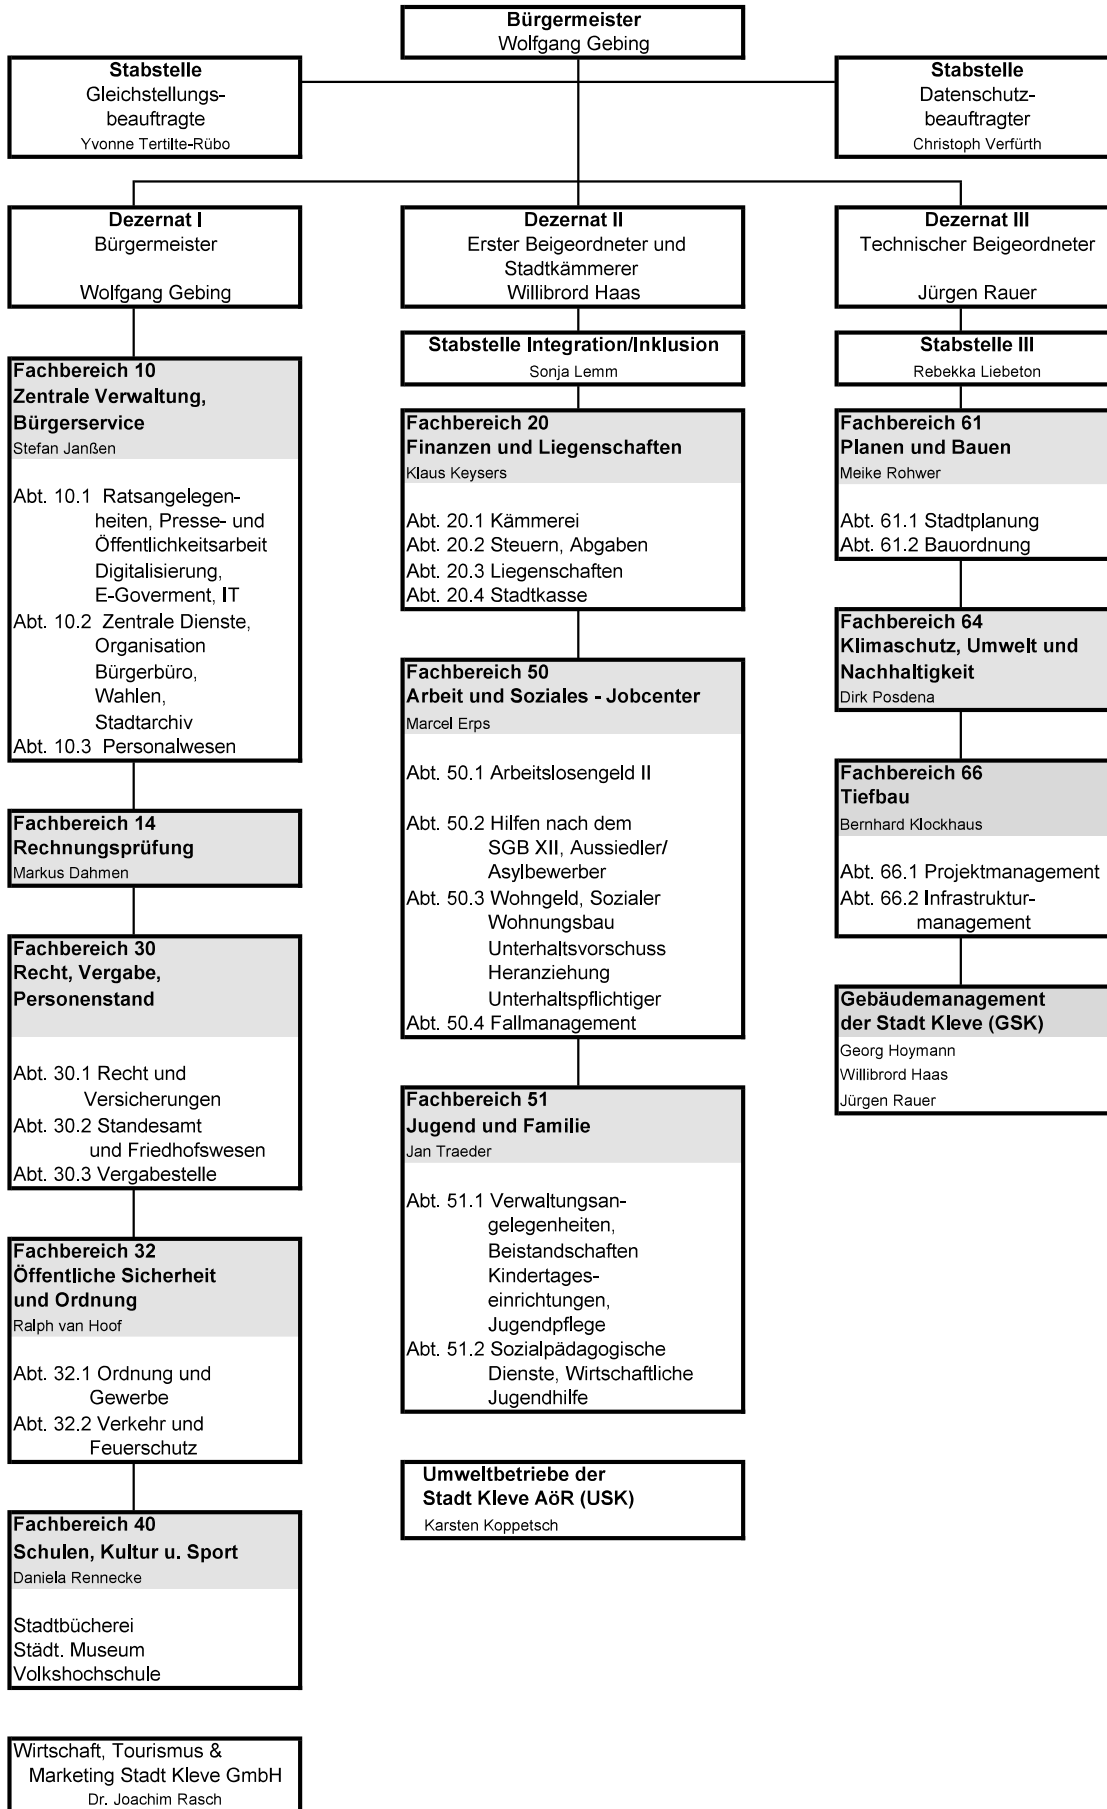 Bürgermeister
Wolfgang Gebing
Stabstelle
Gleichstellungs-
beauftragte
Yvonne Tertilte-Rübo
Stabstelle
Datenschutz-
beauftragter
Christoph Verfürth
Dezernat I
Bürgermeister
Wolfgang Gebing
Dezernat II
Erster Beigeordneter und
Stadtkämmerer
Willibrord Haas
Dezernat III
Technischer Beigeordneter
Jürgen Rauer
Fachbereich 10
Zentrale Verwaltung,
Bürgerservice
Stefan Janßen
Abt. 10.1 Ratsangelegen-
heiten, Presse- und
Öffentlichkeitsarbeit
Digitalisierung,
E-Goverment, IT
Abt. 10.2 Zentrale Dienste,
Organisation
Bürgerbüro,
Wahlen,
Stadtarchiv
Abt. 10.3 Personalwesen
Fachbereich 14
Rechnungsprüfung
Markus Dahmen
Fachbereich 30
Recht, Vergabe,
Personenstand
Abt. 30.1 Recht und
Versicherungen
Abt. 30.2 Standesamt
und Friedhofswesen
Abt. 30.3 Vergabestelle
Fachbereich 32
Öffentliche Sicherheit
und Ordnung
Ralph van Hoof
Abt. 32.1 Ordnung und
Gewerbe
Abt. 32.2 Verkehr und
Feuerschutz
Fachbereich 40
Schulen, Kultur u. Sport
Daniela Rennecke
Stadtbücherei
Städt. Museum
Volkshochschule
Wirtschaft, Tourismus &
Marketing Stadt Kleve GmbH
Dr. Joachim Rasch
Stabstelle Integration/Inklusion
Sonja Lemm
Fachbereich 20
Finanzen und Liegenschaften
Klaus Keysers
Abt. 20.1 Kämmerei
Abt. 20.2 Steuern, Abgaben
Abt. 20.3 Liegenschaften
Abt. 20.4 Stadtkasse
Fachbereich 50
Arbeit und Soziales - Jobcenter
Marcel Erps
Abt. 50.1 Arbeitslosengeld II
Abt. 50.2 Hilfen nach dem
SGB XII, Aussiedler/
Asylbewerber
Abt. 50.3 Wohngeld, Sozialer
Wohnungsbau
Unterhaltsvorschuss
Heranziehung
Unterhaltspflichtiger
Abt. 50.4 Fallmanagement
Fachbereich 51
Jugend und Familie
Jan Traeder
Abt. 51.1 Verwaltungsan-
gelegenheiten,
Beistandschaften
Kindertages-
einrichtungen,
Jugendpflege
Abt. 51.2 Sozialpädagogische
Dienste, Wirtschaftliche
Jugendhilfe
Umweltbetriebe der
Stadt Kleve AöR (USK)
Karsten Koppetsch
Stabstelle III
Rebekka Liebeton
Fachbereich 61
Planen und Bauen
Meike Rohwer
Abt. 61.1 Stadtplanung
Abt. 61.2 Bauordnung
Fachbereich 64
Klimaschutz, Umwelt und
Nachhaltigkeit
Dirk Posdena
Fachbereich 66
Tiefbau
Bernhard Klockhaus
Abt. 66.1 Projektmanagement
Abt. 66.2 Infrastruktur-
management
Gebäudemanagement
der Stadt Kleve (GSK)
Georg Hoymann
Willibrord Haas
Jürgen Rauer